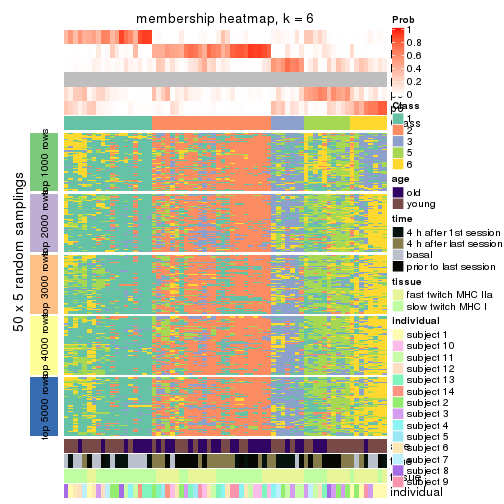 membership heatmap, k = 6
50 x 5 random samplings
top 1000 rows
top 2000 rows
top 3000 rows
top 4000 rows
top 5000 rows
Prob
1
0.8
0.6
0.4
0.2
0
Class
1
2
3
5
6
age
old
young
time
4 h after 1st session
4 h after last session
basal
prior to last session
tissue
fast twitch MHC IIa
slow twitch MHC I
individual
subject 1
subject 10
subject 11
subject 12
subject 13
subject 14
subject 2
subject 3
subject 4
subject 5
subject 6
subject 7
subject 8
subject 9
individual